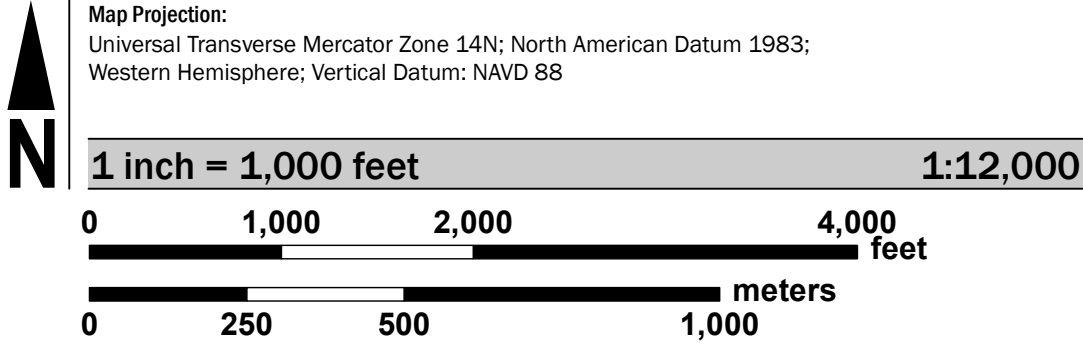 Map Projection:
Universal Transverse Mercator Zone 14N; North American Datum 1983;
Western Hemisphere; Vertical Datum: NAVD 88
N
1 inch = 1,000 feet 1:12,000
0 1,000 2,000 4,000
feet
meters
0 250 500 1,000